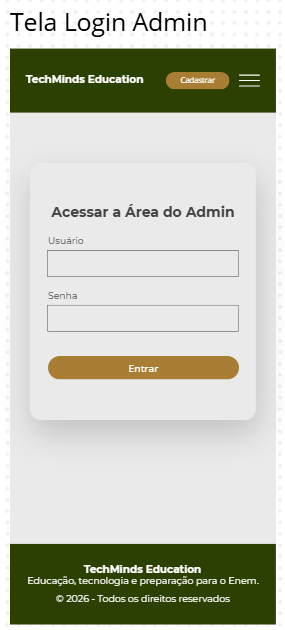 Tela Login Admin
TechMinds Education
Cadastrar
Acessar a Área do Admin
Usuário
Senha
Entrar
TechMinds Education
Educação, tecnologia e preparação para o Enem.
© 2026 - Todos os direitos reservados